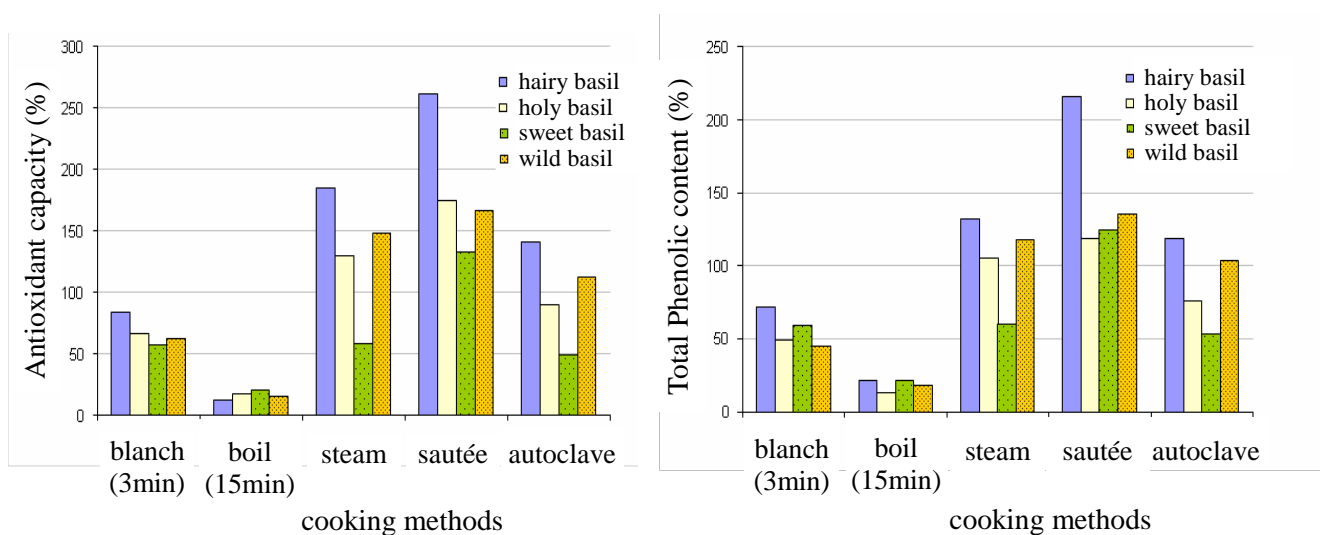 300
250
200
150
100
50
0
Antioxidant capacity (%)
hairy basil
holy basil
sweet basil
wild basil
blanch
(3min)
boil
(15min)
steam
sautée
autoclave
cooking methods
250
200
150
100
50
0
Total Phenolic content (%)
hairy basil
holy basil
sweet basil
wild basil
blanch
(3min)
boil
(15min)
steam
sautée
autoclave
cooking methods